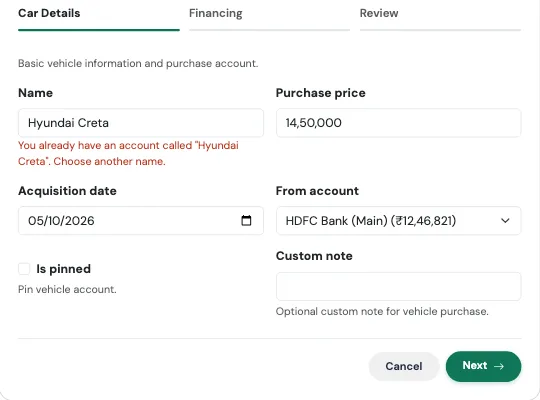 Car Details
Financing
Review
Basic vehicle information and purchase account.
Name
Purchase price
Hyundai Creta
14,50,000
You already have an account called "Hyundai
Creta". Choose another name.
Acquisition date
From account
05/10/2026
HDFC Bank (Main) (₹12,46,821)
Is pinned
Pin vehicle account.
Custom note
Optional custom note for vehicle purchase.
Cancel
Next →